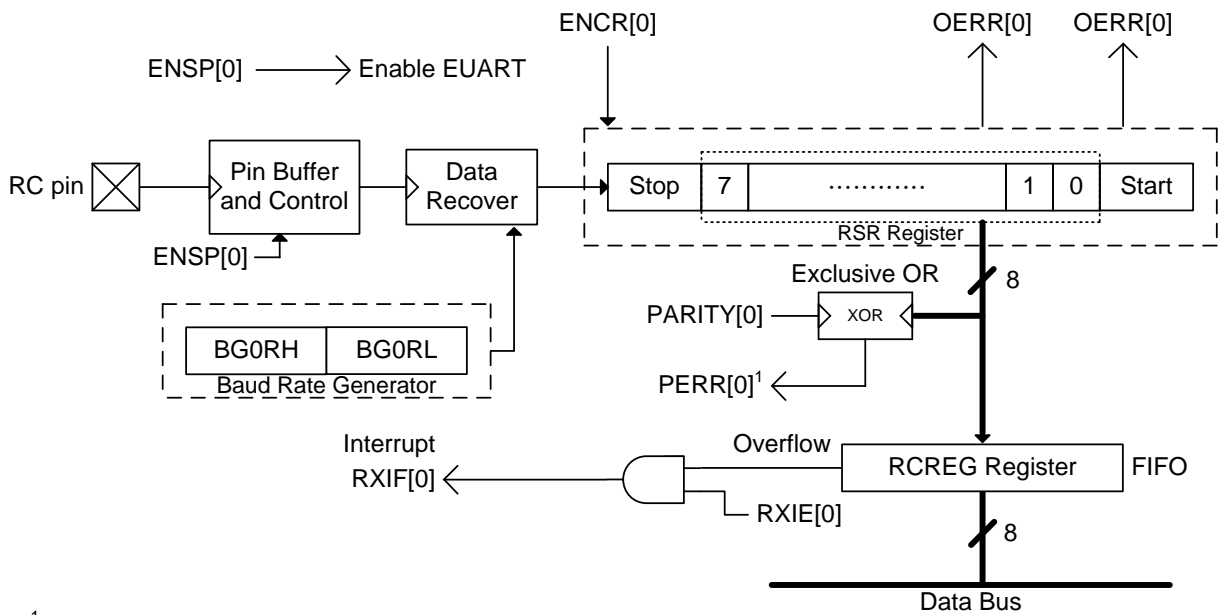 ENCR[0] OERR[0] OERR[0]
ENSP[0] Enable EUART
RC pin
Pin Buffer
and Control
Data
Recover
Stop 7 ............ 1 0 Start
RSR Register
ENSP[0]
BG0RH BG0RL
Baud Rate Generator
Exclusive OR
8
PARITY[0]
XOR
PERR[0]¹
Interrupt
RXIF[0]
Overflow
RCREG Register
FIFO
RXIE[0]
8
Data Bus
1